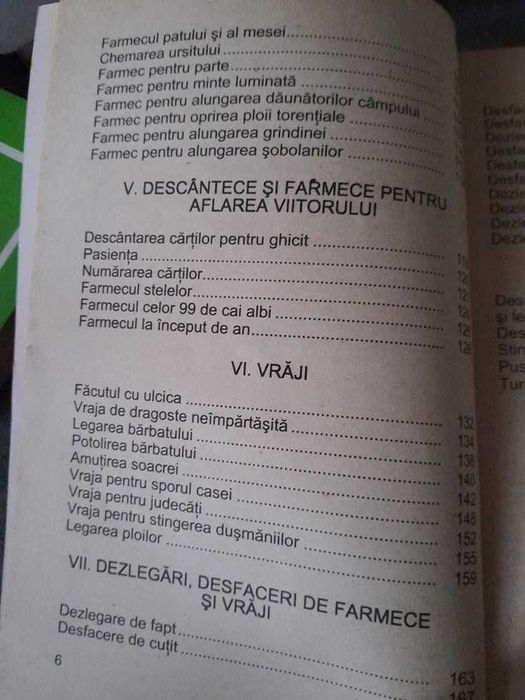 Farmecul patului şi al mesei
Chemarea ursitului
Farmec pentru parte
Farmec pentru minte luminată
Farmec pentru alungarea dăunătorilor câmpului
Farmec pentru oprirea ploii torenţiale
Farmec pentru alungarea grindinei
Farmec pentru alungarea şobolanilor
V. DESCÂNTECE ŞI FARMECE PENTRU
AFLAREA VIITORULUI
Descântarea cărţilor pentru ghicit
Pasienţa
Numărarea cărţilor
Farmecul stelelor
Farmecul celor 99 de cai albi
Farmecul la început de an 128
VI. VRĂJI
Făcutul cu ulcica 132
Vraja de dragoste neîmpărtăşită 134
Legarea bărbatului 138
Potolirea bărbatului 140
Amuţirea soacrei 142
Vraja pentru sporul casei 148
Vraja pentru judecăţi 152
Vraja pentru stingerea duşmăniilor 155
Legarea ploilor 159
VII. DEZLEGĂRI, DESFACERI DE FARMECE
ŞI VRĂJI
Dezlegare de fapt 163
Desfacere de cuţit 167
6